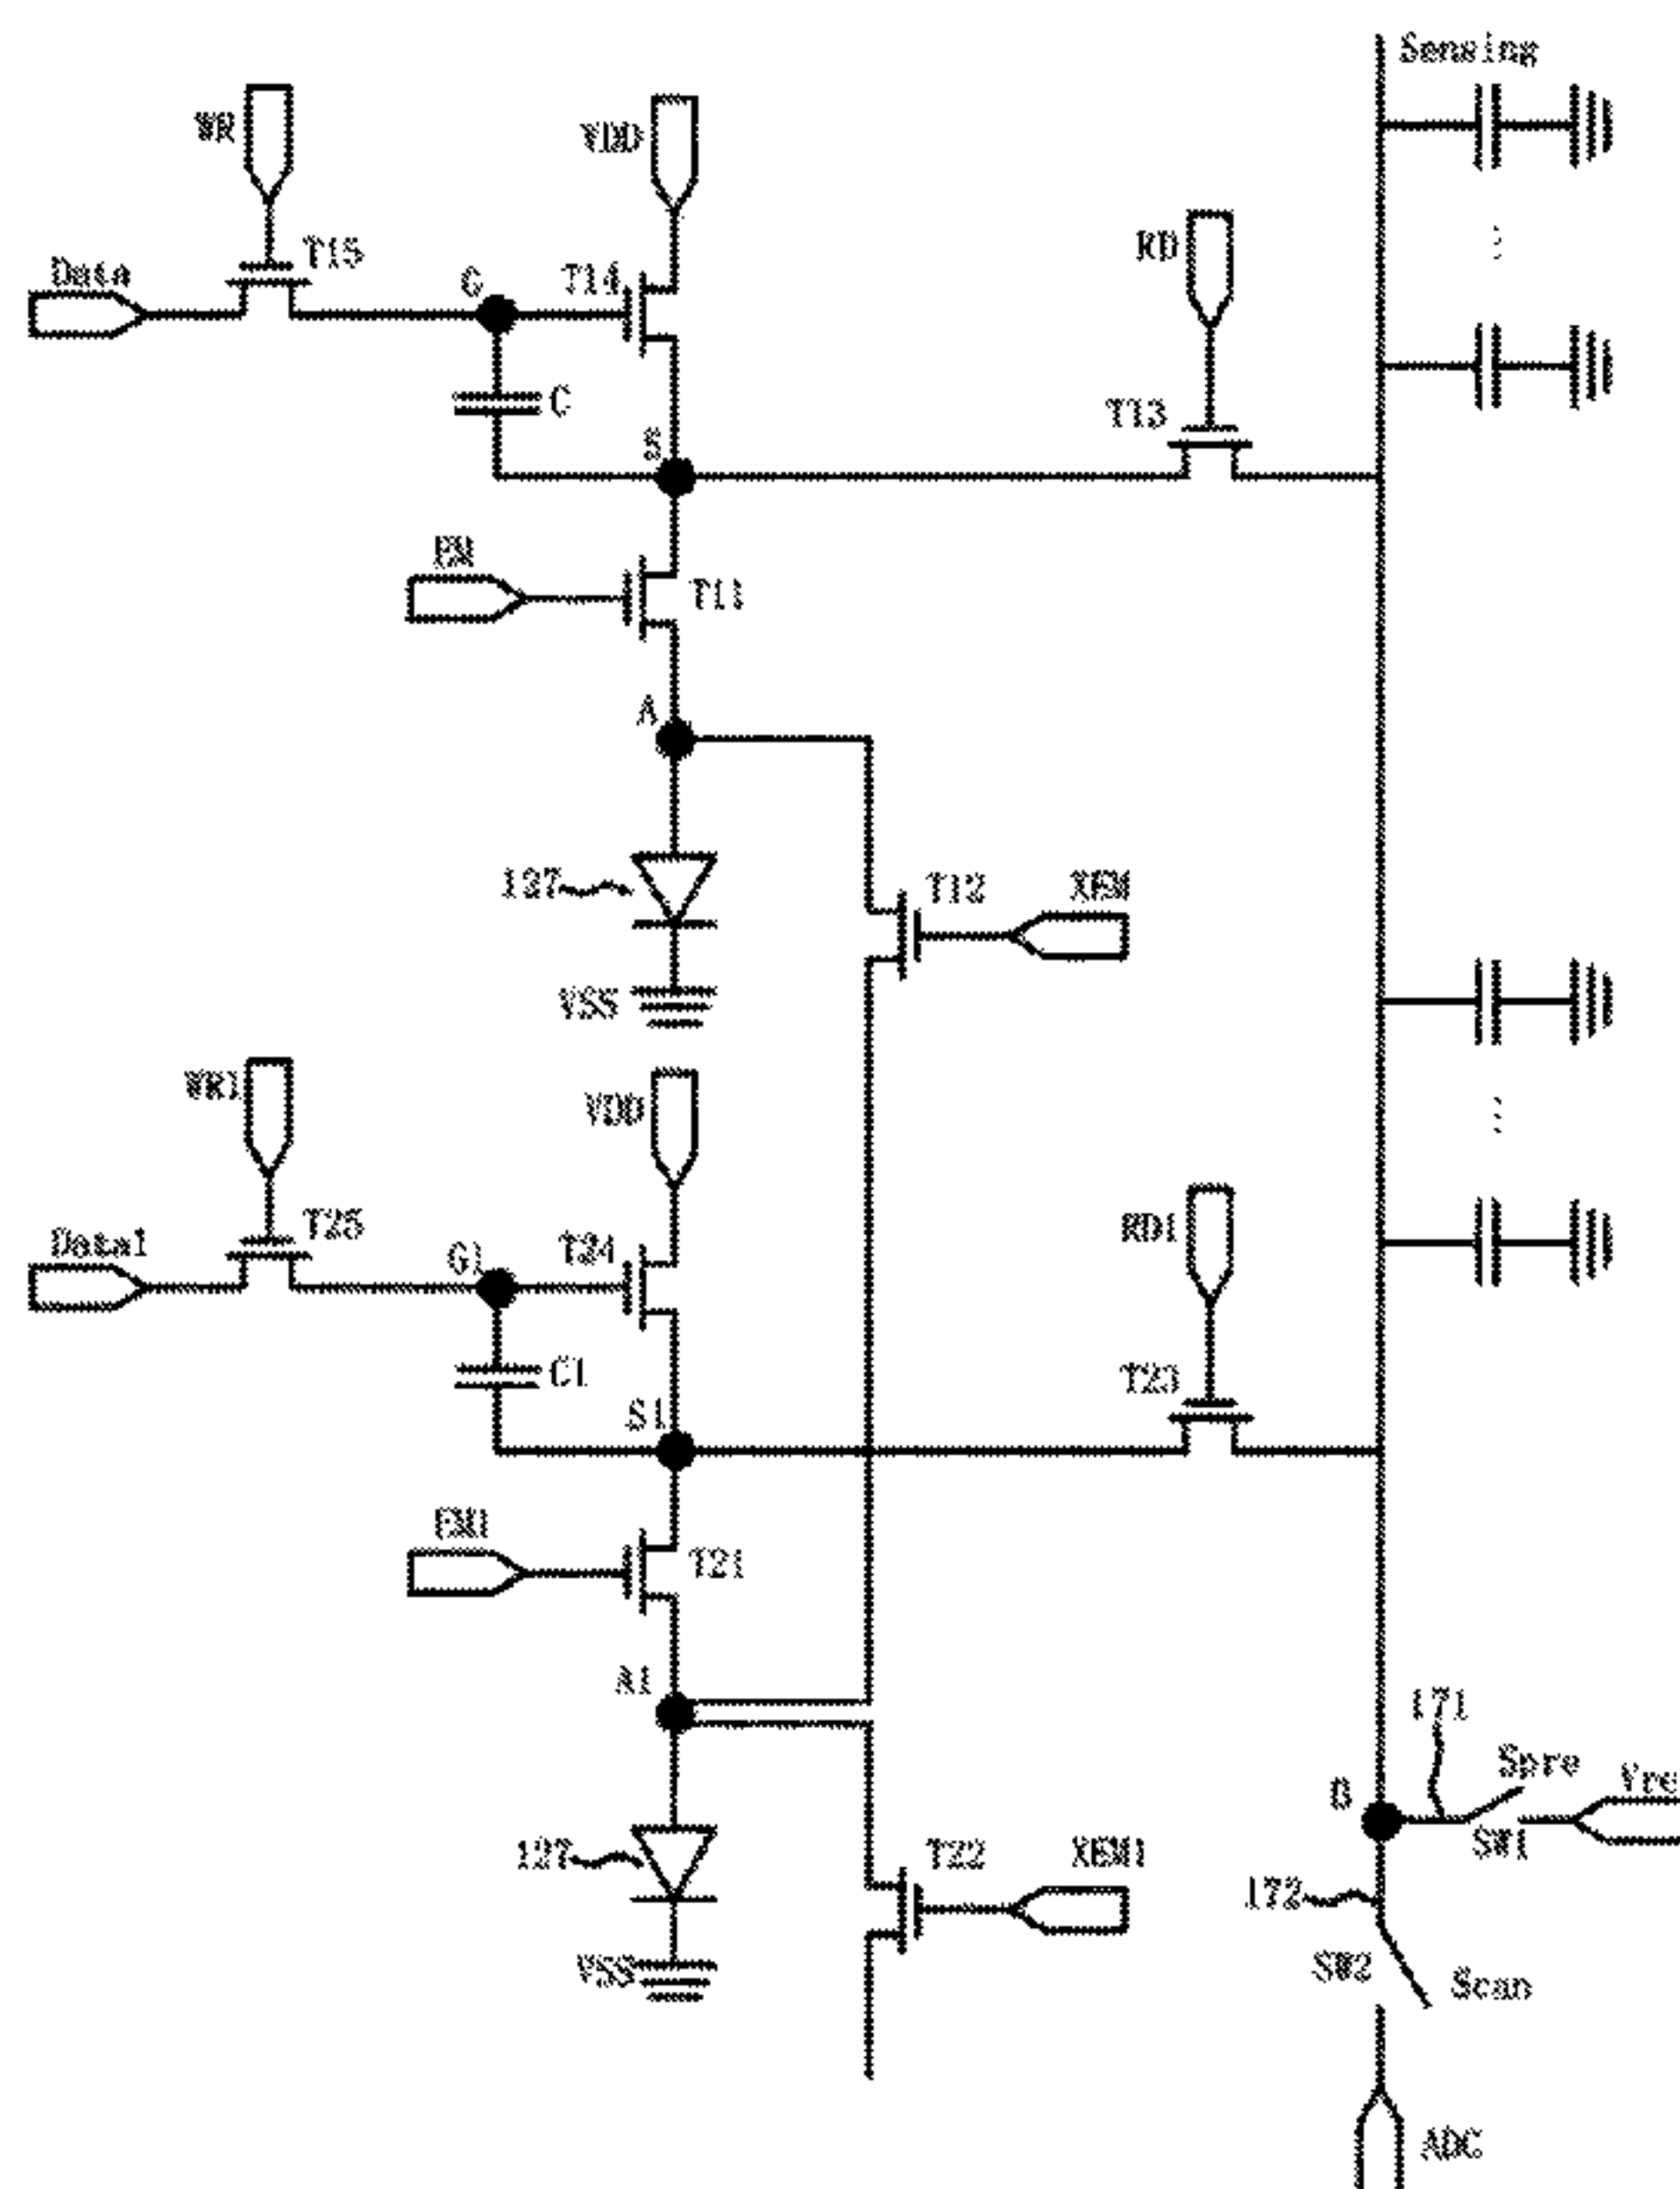 Sensing
WR
VDD
RD
Data
T15
G
T14
C
T13
S
EM
T11
A
127
T12
XEM
VSS
WR1
VDD
RD1
Data1
T25
G1
T24
C1
T23
S1
EM1
T21
A1
171
Spre
SW1
127
T22
XEM1
172
VSS
SW2
Scan
ADC